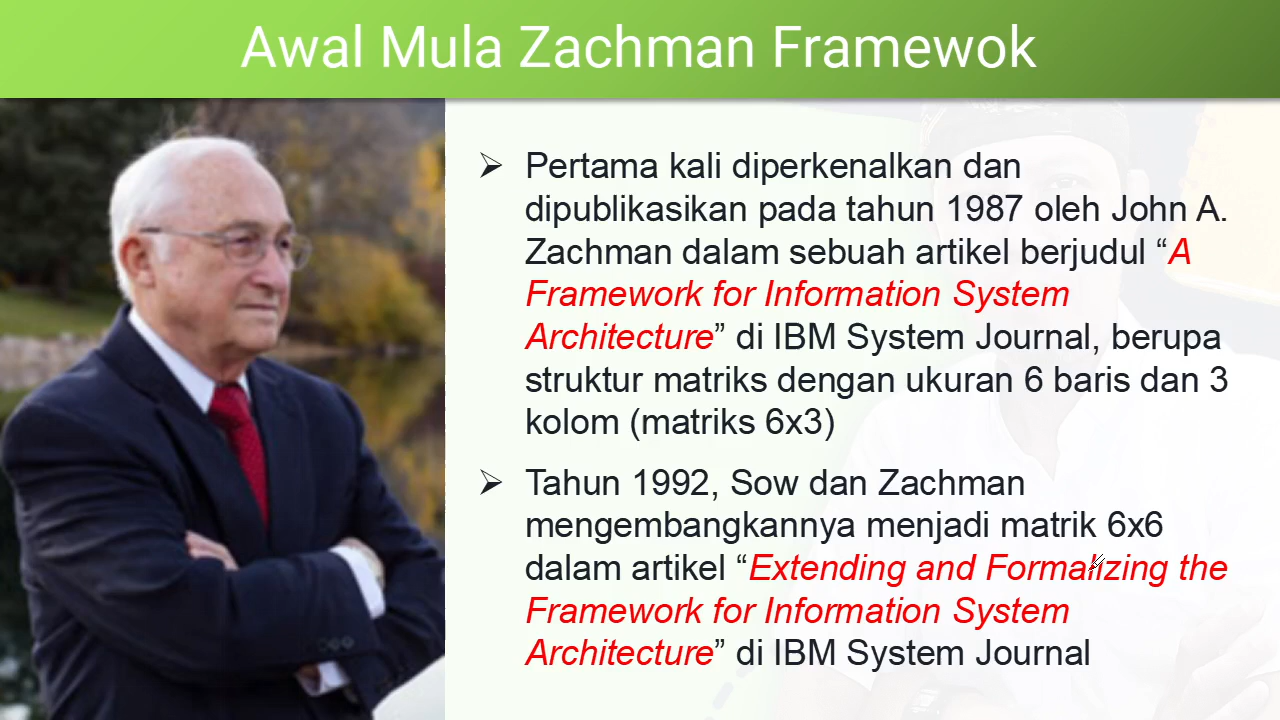 Awal Mula Zachman Framewok
➢ Pertama kali diperkenalkan dan
dipublikasikan pada tahun 1987 oleh John A.
Zachman dalam sebuah artikel berjudul “A
Framework for Information System
Architecture” di IBM System Journal, berupa
struktur matriks dengan ukuran 6 baris dan 3
kolom (matriks 6x3)
➢ Tahun 1992, Sow dan Zachman
mengembangkannya menjadi matrik 6x6
dalam artikel “Extending and Formalizing the
Framework for Information System
Architecture” di IBM System Journal